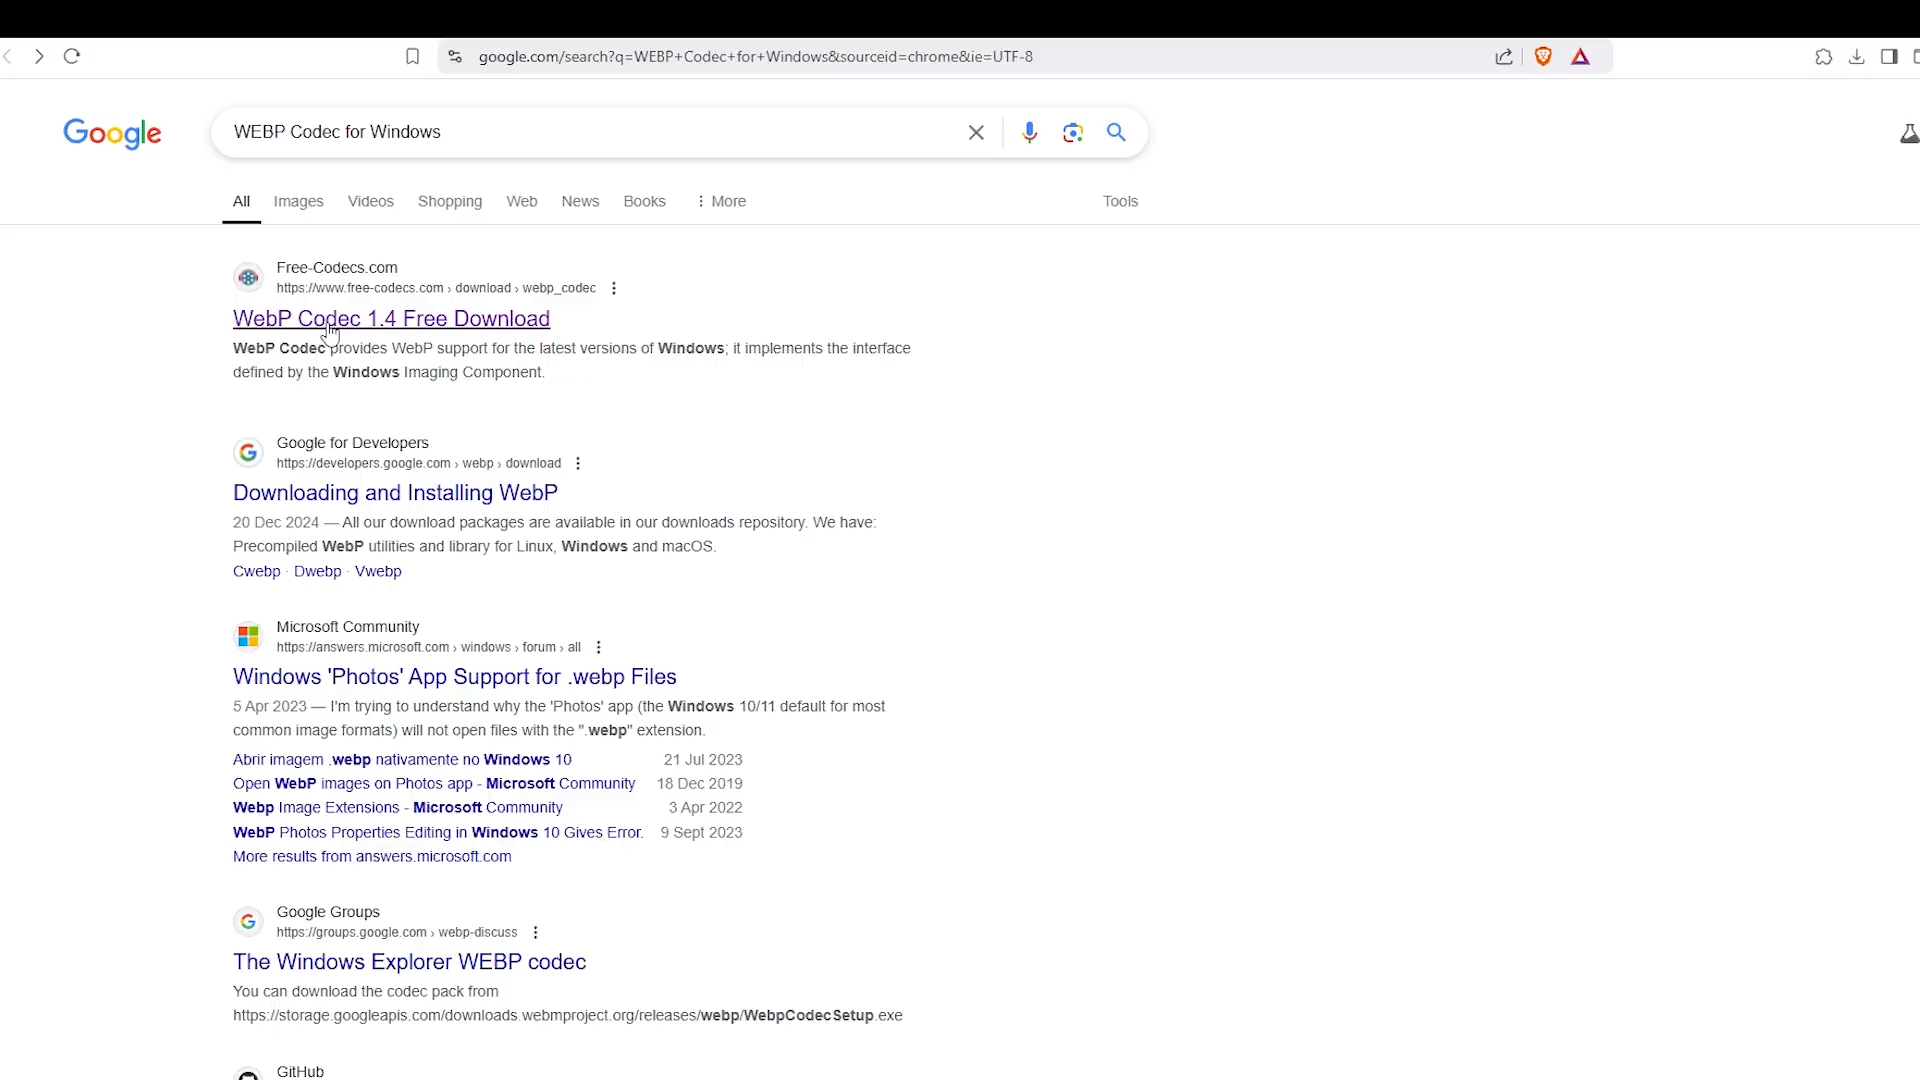 google.com/search?q=WEBP+Codec+for+Windows&sourceid=chrome&ie=UTF-8
Google
WEBP Codec for Windows
All Images Videos Shopping Web News Books More Tools
Free-Codecs.com
https://www.free-codecs.com › download › webp_codec
WebP Codec 1.4 Free Download
WebP Codec provides WebP support for the latest versions of Windows; it implements the interface
defined by the Windows Imaging Component.
Google for Developers
https://developers.google.com › webp › download
Downloading and Installing WebP
20 Dec 2024 — All our download packages are available in our downloads repository. We have:
Precompiled WebP utilities and library for Linux, Windows and macOS.
Cwebp · Dwebp · Vwebp
Microsoft Community
https://answers.microsoft.com › windows › forum › all
Windows 'Photos' App Support for .webp Files
5 Apr 2023 — I'm trying to understand why the 'Photos' app (the Windows 10/11 default for most
common image formats) will not open files with the ".webp" extension.
Abrir imagem .webp nativamente no Windows 10 21 Jul 2023
Open WebP images on Photos app - Microsoft Community 18 Dec 2019
Webp Image Extensions - Microsoft Community 3 Apr 2022
WebP Photos Properties Editing in Windows 10 Gives Error. 9 Sept 2023
More results from answers.microsoft.com
Google Groups
https://groups.google.com › webp-discuss
The Windows Explorer WEBP codec
You can download the codec pack from
https://storage.googleapis.com/downloads.webmproject.org/releases/webp/WebpCodecSetup.exe
GitHub